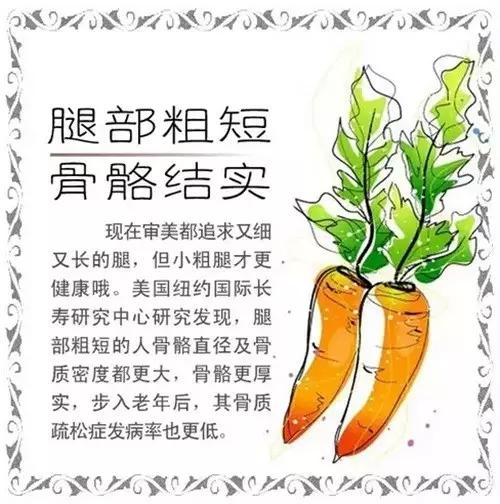 腿部粗短
骨骼结实
现在审美都追求又细
又长的腿，但小粗腿才更
健康哦。美国纽约国际长
寿研究中心研究发现，腿
部粗短的人骨骼直径及骨
质密度都更大，骨骼更厚
实，步入老年后，其骨质
疏松症发病率也更低。